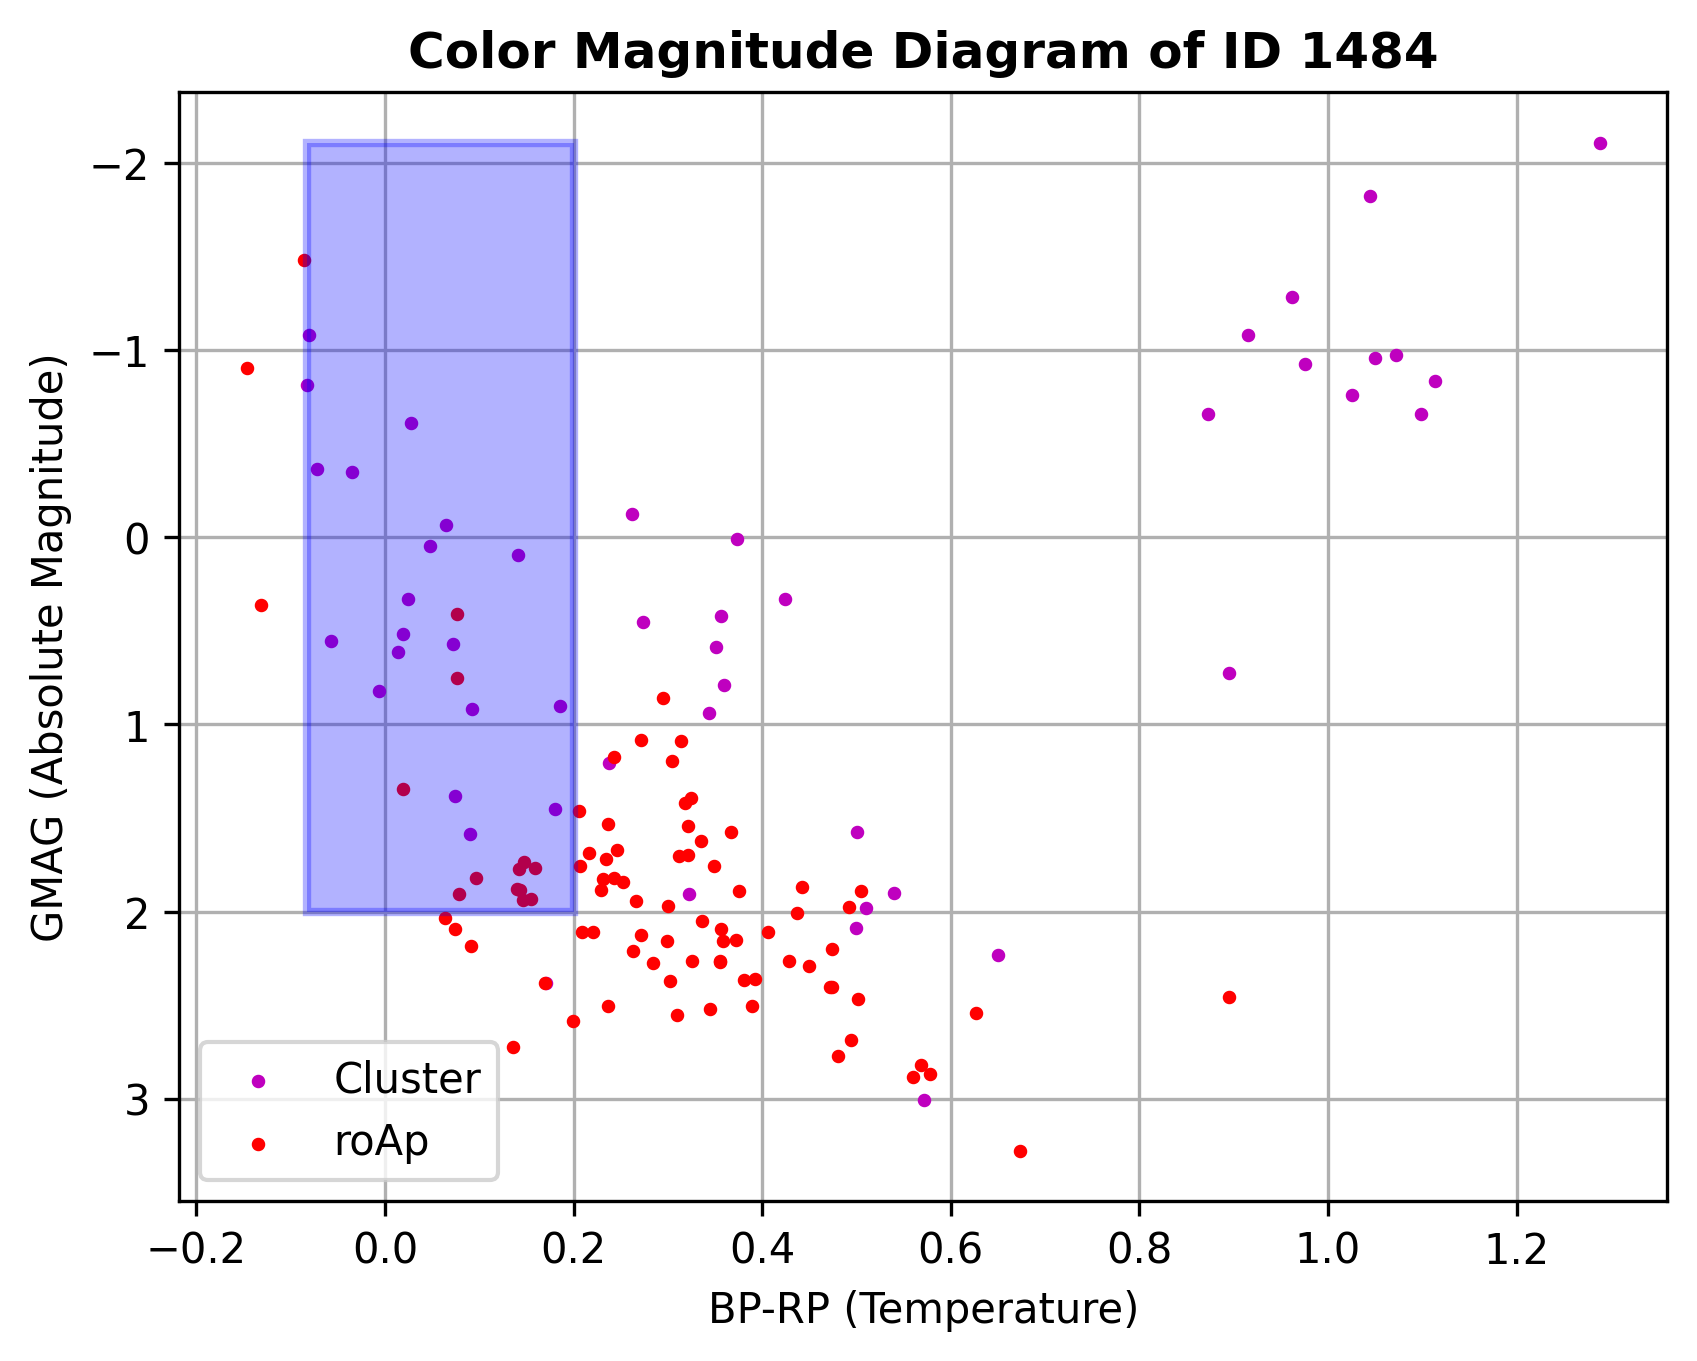 Color Magnitude Diagram of ID 1484
GMAG (Absolute Magnitude)
−2
−1
0
1
2
3
Cluster
roAp
−0.2 0.0 0.2 0.4 0.6 0.8 1.0 1.2
BP-RP (Temperature)